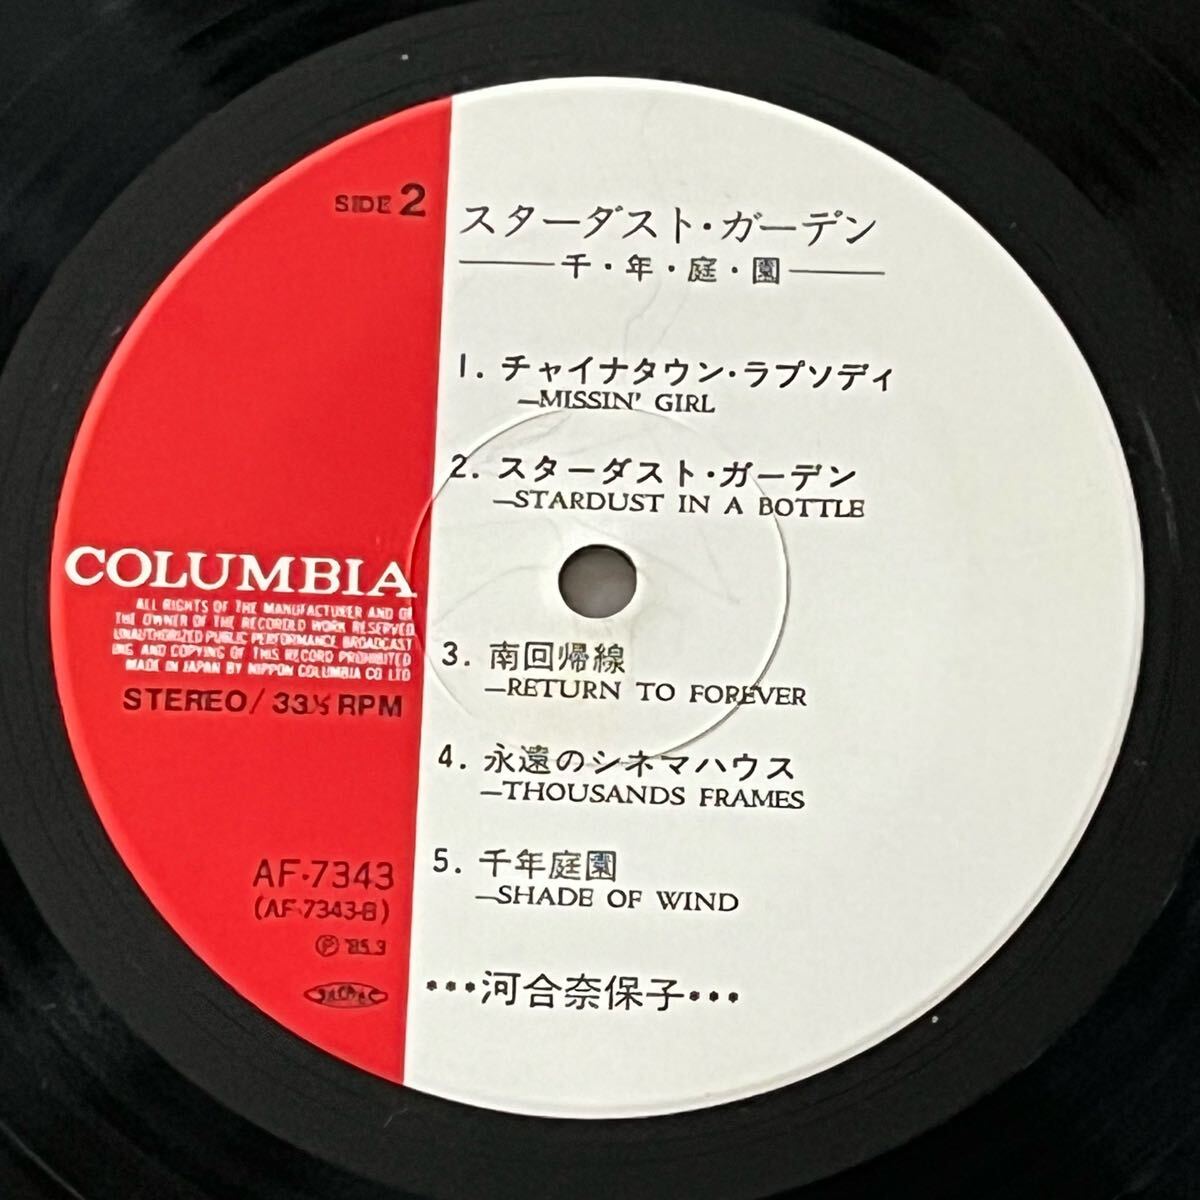 SIDE 2
スターダスト・ガーデン
千・年・庭・園
1. チャイナタウン・ラプソディ
—MISSIN' GIRL
2. スターダスト・ガーデン
—STARDUST IN A BOTTLE
COLUMBIA
ALL RIGHTS OF THE MANUFACTURER AND OF
THE OWNER OF THE RECORDED WORK RESERVED
UNAUTHORIZED PUBLIC PERFORMANCE BROADCAST
ING AND COPYING OF THIS RECORD PROHIBITED
MADE IN JAPAN BY NIPPON COLUMBIA CO LTD
STEREO/33⅓ RPM
3. 南回帰線
—RETURN TO FOREVER
4. 永遠のシネマハウス
—THOUSANDS FRAMES
5. 千年庭園
—SHADE OF WIND
AF-7343
(AF-7343-B)
Ⓟ '85.3
•••河合奈保子•••